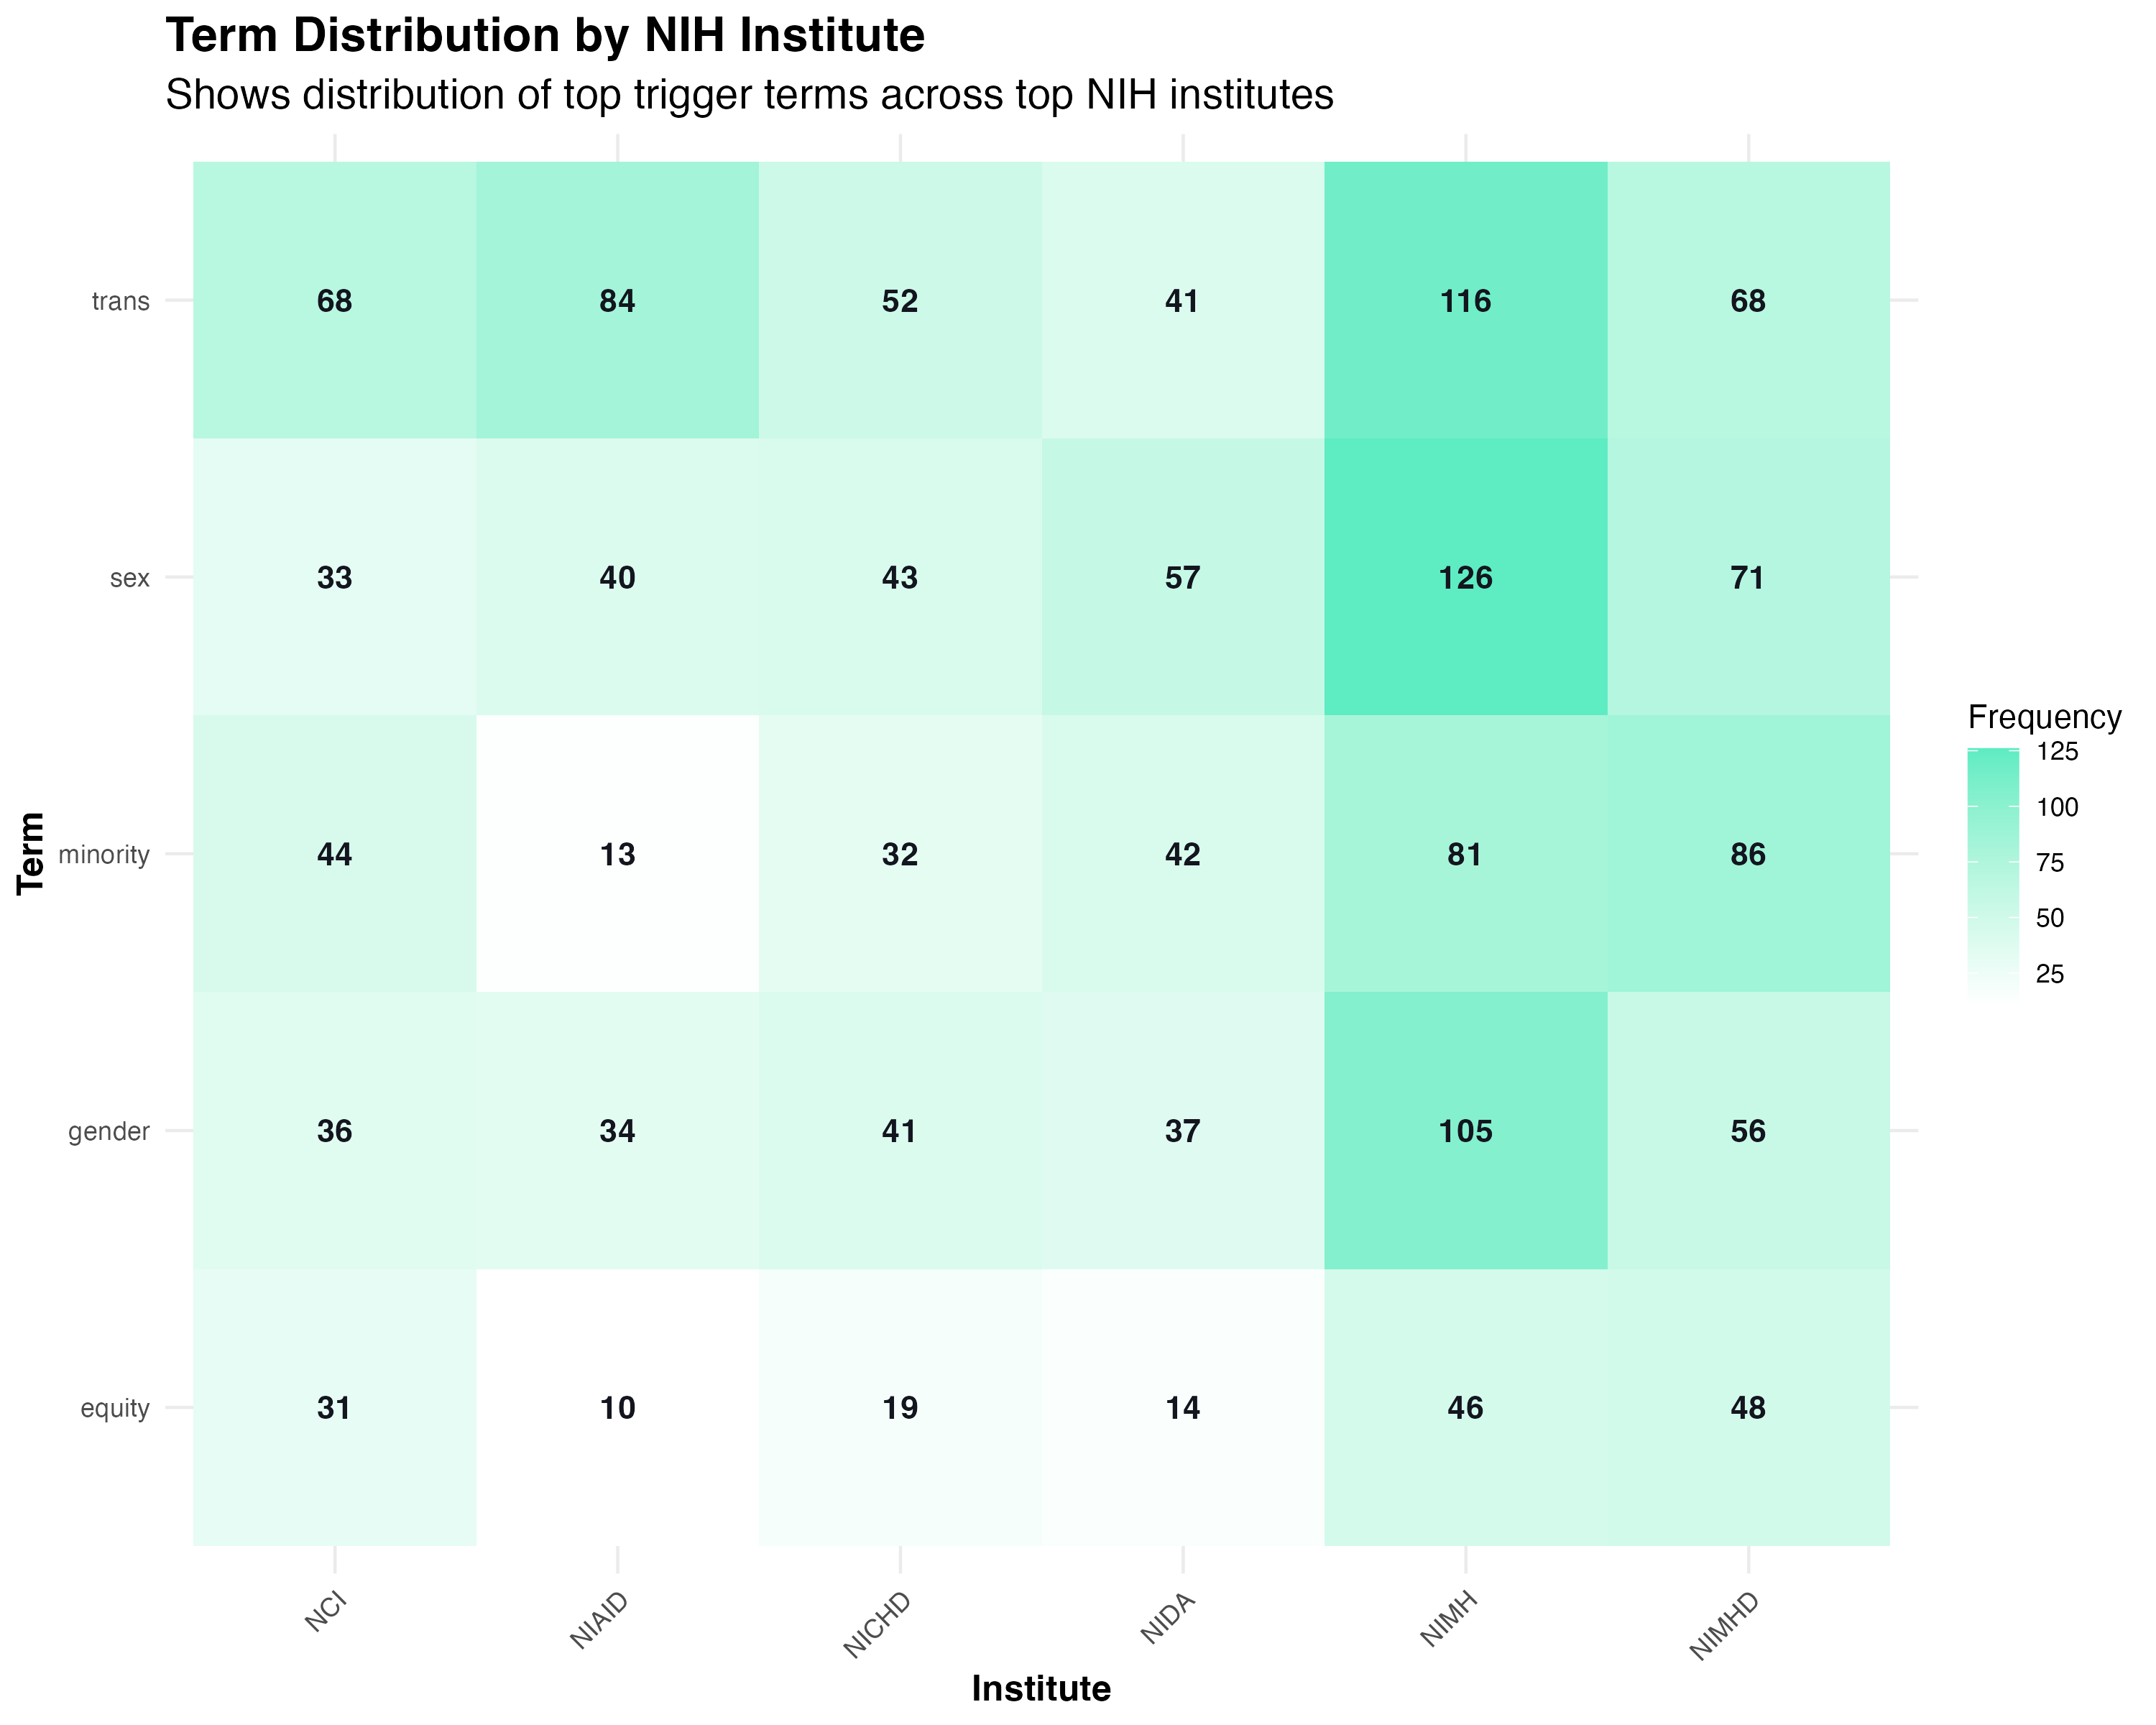 Term Distribution by NIH Institute
Shows distribution of top trigger terms across top NIH institutes
trans 68 84 52 41 116 68
sex 33 40 43 57 126 71
minority 44 13 32 42 81 86
gender 36 34 41 37 105 56
equity 31 10 19 14 46 48
NCI NIAID NICHD NIDA NIMH NIMHD
Institute
Term
Frequency
125
100
75
50
25